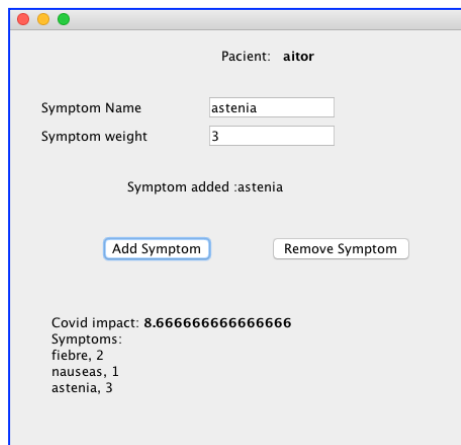 Pacient: aitor
Symptom Name astenia
Symptom weight 3
Symptom added :astenia
Add Symptom Remove Symptom
Covid impact: 8.666666666666666
Symptoms:
fiebre, 2
nauseas, 1
astenia, 3